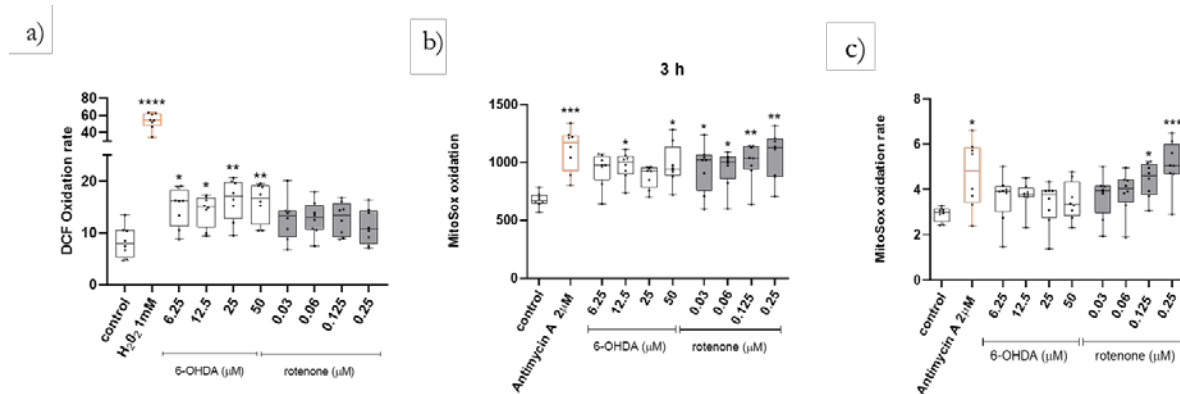 a)
b)
c)
3 h
DCF Oxidation rate
80
60
40
20
10
0
****
*
*
**
**
control
H₂0₂ 1mM
6.25
12.5
25
50
0.03
0.06
0.125
0.25
6-OHDA (μM)
rotenone (μM)
MitoSox oxidation
1500
1000
500
0
***
*
*
*
*
**
**
control
Antimycin A 2μM
6.25
12.5
25
50
0.03
0.06
0.125
0.25
6-OHDA (μM)
rotenone (μM)
MitoSox oxidation rate
8
6
4
2
0
*
*
***
control
Antimycin A 2μM
6.25
12.5
25
50
0.03
0.06
0.125
0.25
6-OHDA (μM)
rotenone (μM)